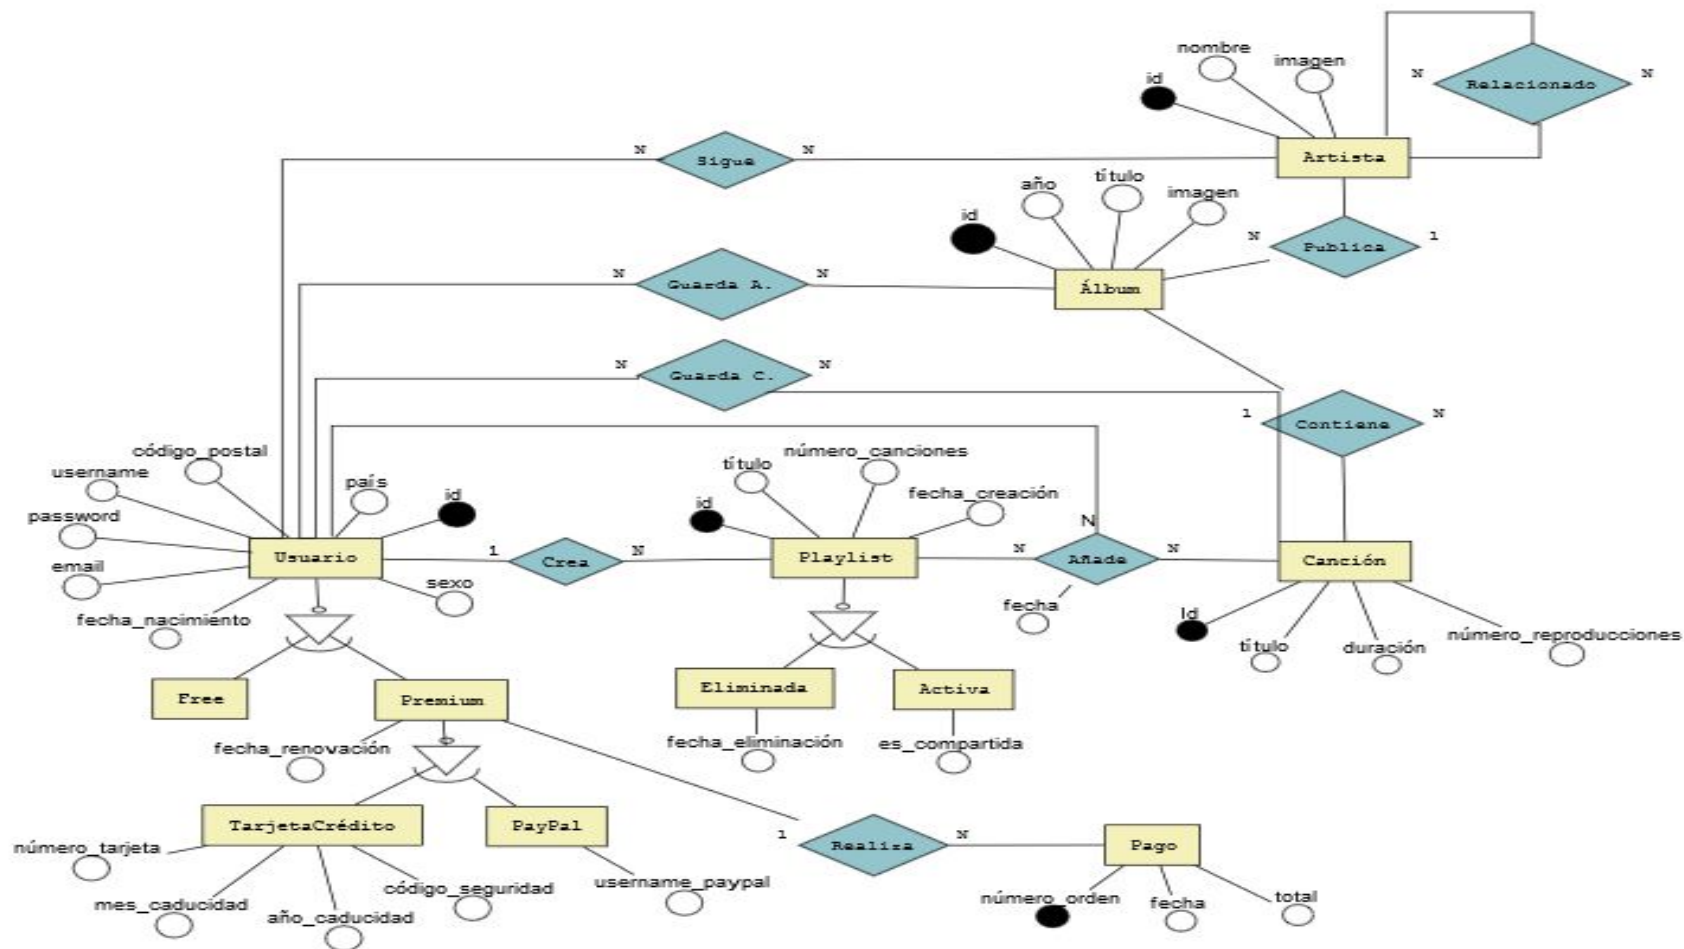 nombre
imagen
id
N
Relacionado
N
Artista
N
Sigue
N
año
título
imagen
id
N
Publica
1
Álbum
N
Guarda A.
N
N
Guarda C.
N
1
Contiene
N
código_postal
username
país
id
password
Usuario
email
sexo
fecha_nacimiento
1
Crea
N
título
número_canciones
fecha_creación
id
Playlist
N
N
Añade
N
fecha
Canción
Id
título
duración
número_reproducciones
Free
Premium
fecha_renovación
Eliminada
Activa
fecha_eliminación
es_compartida
TarjetaCrédito
PayPal
número_tarjeta
mes_caducidad
año_caducidad
código_seguridad
username_paypal
1
Realiza
N
Pago
número_orden
fecha
total